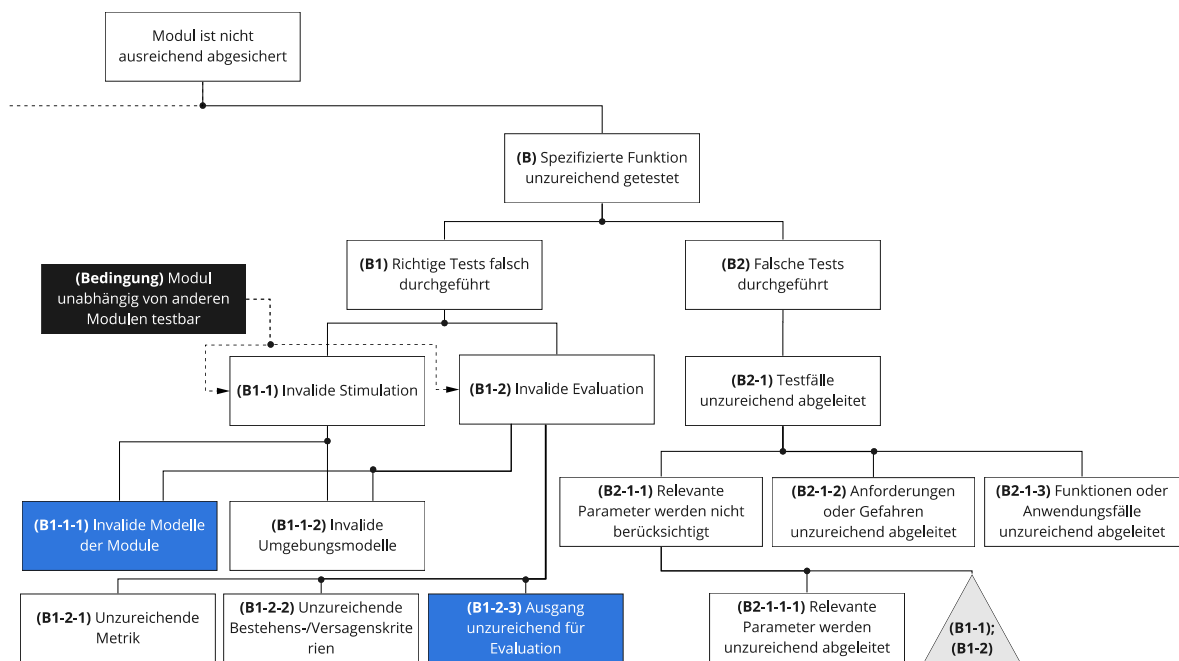 Modul ist nicht
ausreichend abgesichert
(B) Spezifizierte Funktion
unzureichend getestet
(B1) Richtige Tests falsch
durchgeführt
(B2) Falsche Tests
durchgeführt
(Bedingung) Modul
unabhängig von anderen
Modulen testbar
(B1-1) Invalide Stimulation
(B1-2) Invalide Evaluation
(B2-1) Testfälle
unzureichend abgeleitet
(B1-1-1) Invalide Modelle
der Module
(B1-1-2) Invalide
Umgebungsmodelle
(B2-1-1) Relevante
Parameter werden nicht
berücksichtigt
(B2-1-2) Anforderungen
oder Gefahren
unzureichend abgeleitet
(B2-1-3) Funktionen oder
Anwendungsfälle
unzureichend abgeleitet
(B1-2-1) Unzureichende
Metrik
(B1-2-2) Unzureichende
Bestehens-/Versagenskrite
rien
(B1-2-3) Ausgang
unzureichend für
Evaluation
(B2-1-1-1) Relevante
Parameter werden
unzureichend abgeleitet
(B1-1);
(B1-2)